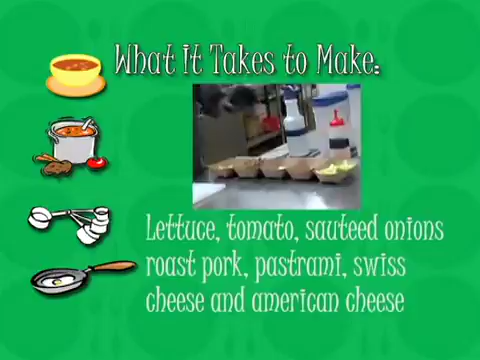 What It Takes to Make:
Lettuce, tomato, sauteed onions
roast pork, pastrami, swiss
cheese and american cheese